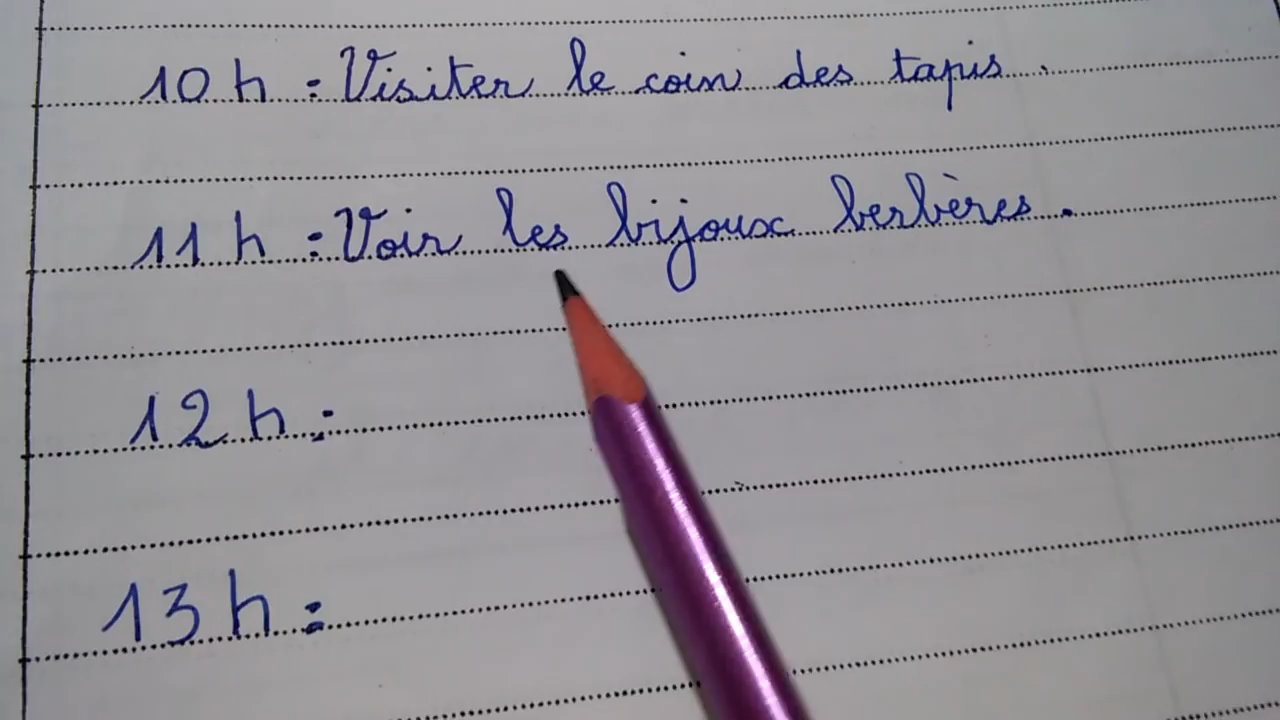 10 h : Visiter le coin des tapis.
11 h : Voir les bijoux berbères.
12 h :
13 h :